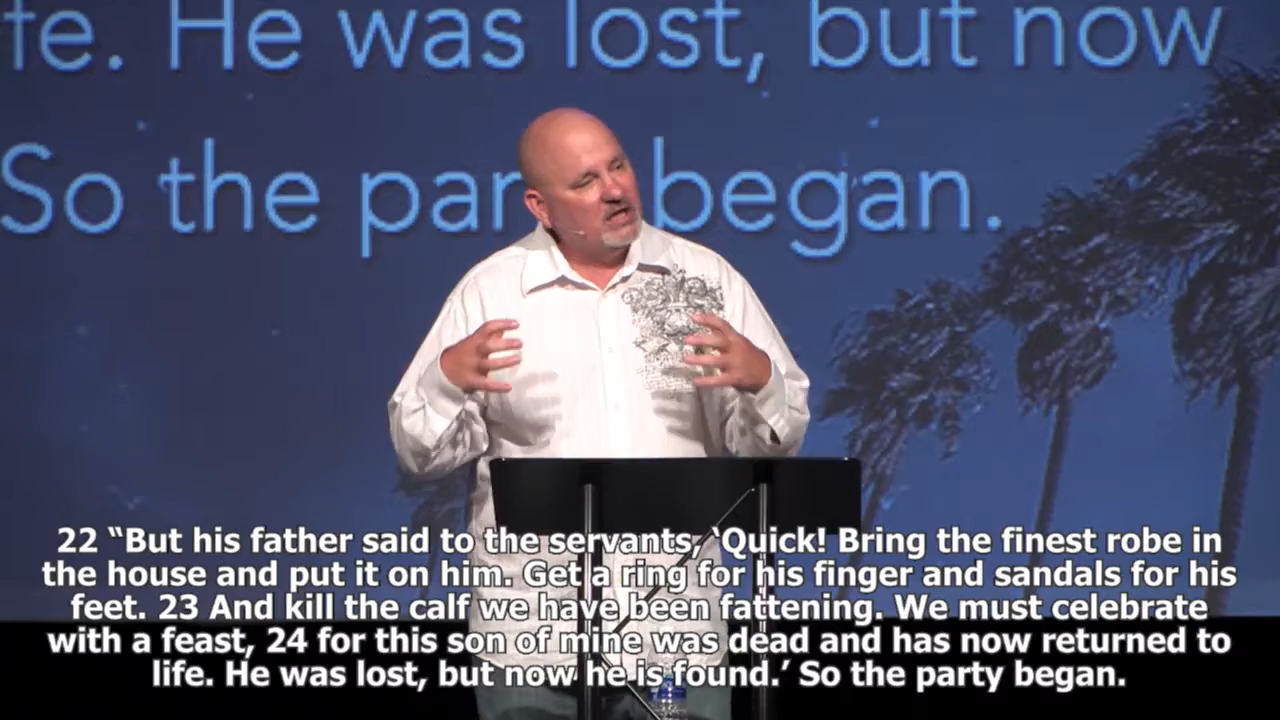 fe. He was lost, but now
So the par began.
22 “But his father said to the servants, ‘Quick! Bring the finest robe in
the house and put it on him. Get a ring for his finger and sandals for his
feet. 23 And kill the calf we have been fattening. We must celebrate
with a feast, 24 for this son of mine was dead and has now returned to
life. He was lost, but now he is found.’ So the party began.